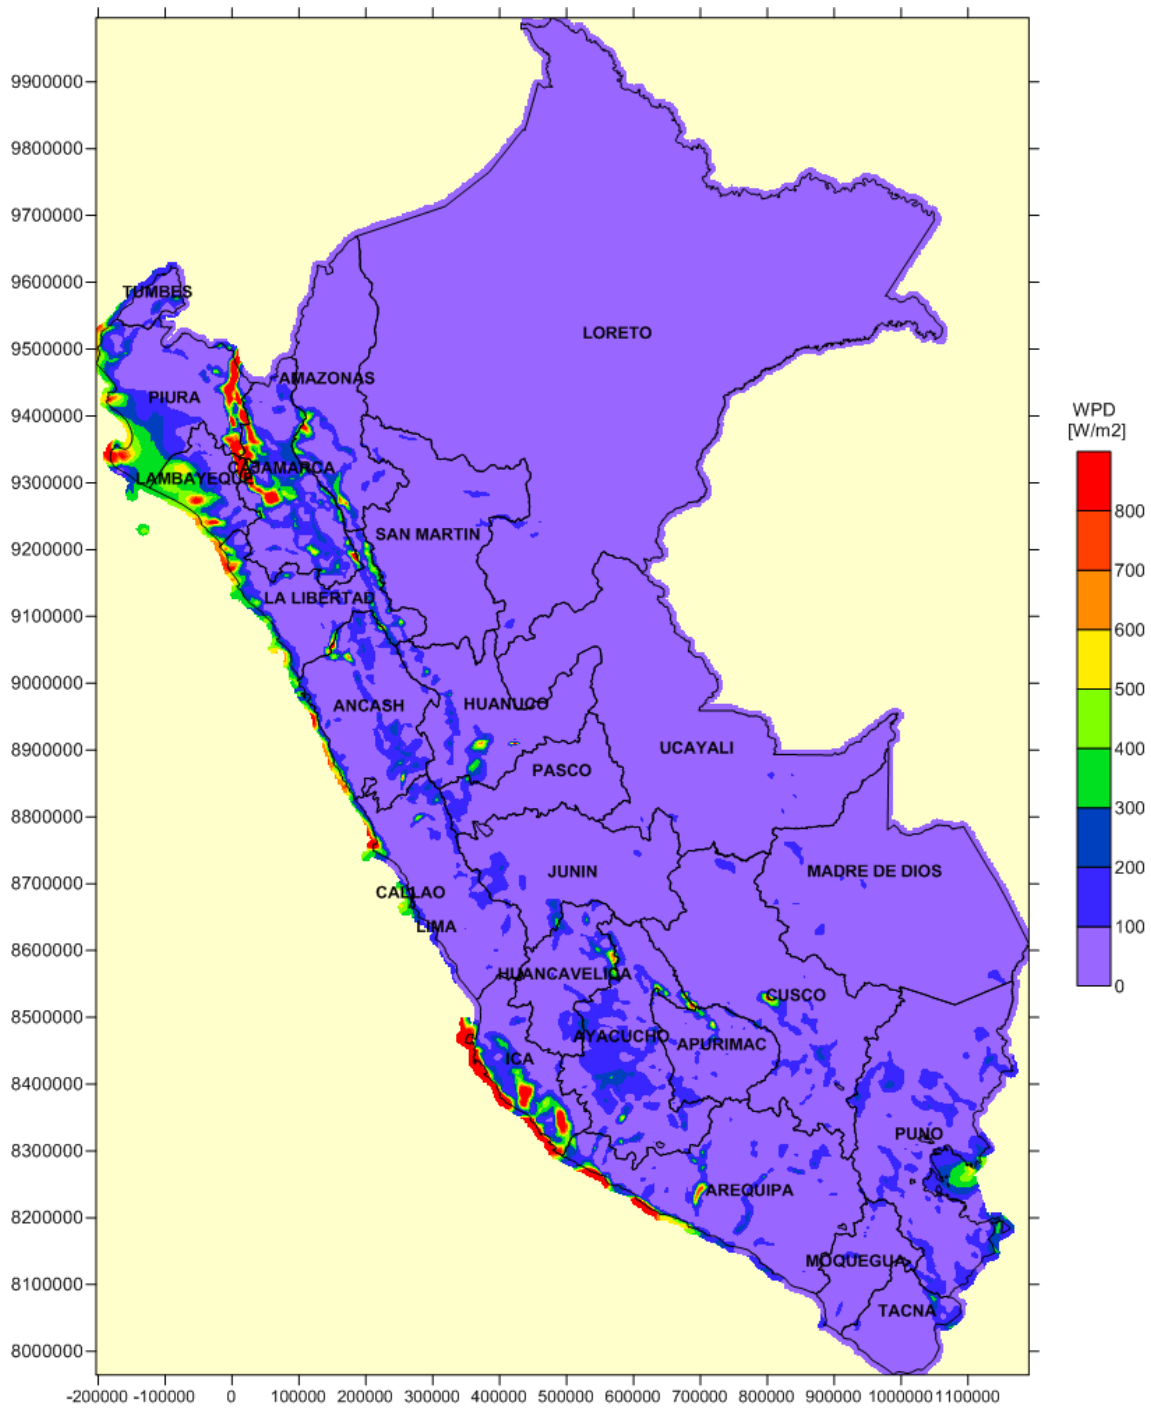 9900000
9800000
9700000
9600000
TUMBES
LORETO
9500000
AMAZONAS
PIURA
9400000
WPD
[W/m2]
CAJAMARCA
LAMBAYEQUE
9300000
800
SAN MARTIN
9200000
700
LA LIBERTAD
9100000
600
9000000
500
ANCASH
HUANUCO
8900000
UCAYALI
400
PASCO
8800000
300
JUNIN
MADRE DE DIOS
200
8700000
CALLAO
LIMA
100
8600000
HUANCAVELICA
0
CUSCO
8500000
AYACUCHO
APURIMAC
ICA
8400000
PUNO
8300000
AREQUIPA
8200000
MOQUEGUA
8100000
TACNA
8000000
-200000 -100000 0 100000 200000 300000 400000 500000 600000 700000 800000 900000 1000000 1100000